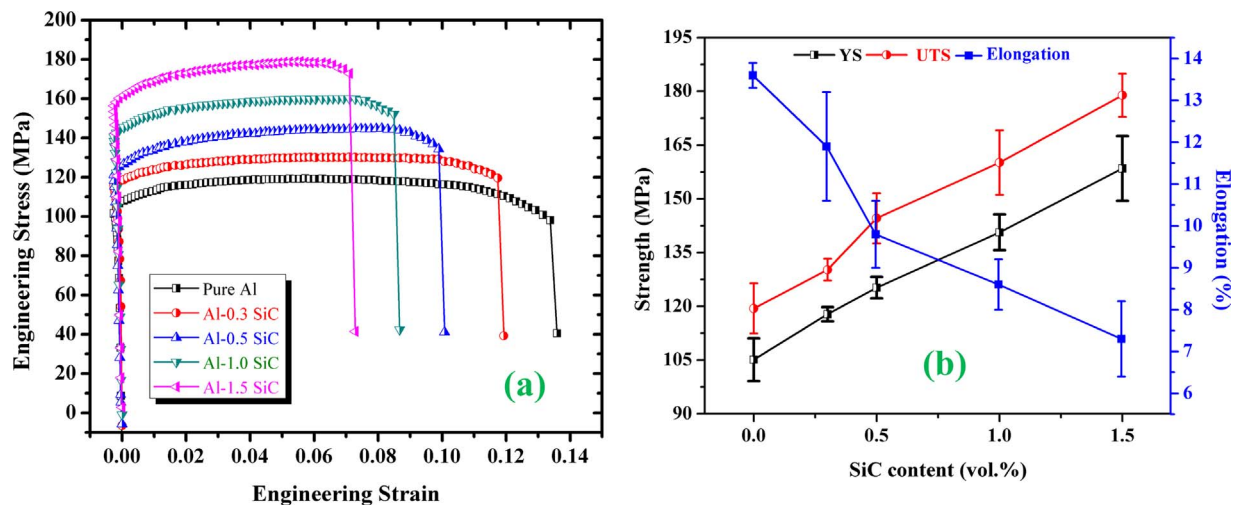 200
180
160
140
120
100
80
60
40
20
0
Engineering Stress (MPa)
Pure Al
Al-0.3 SiC
Al-0.5 SiC
Al-1.0 SiC
Al-1.5 SiC
(a)
0.00 0.02 0.04 0.06 0.08 0.10 0.12 0.14
Engineering Strain
195
180
165
150
135
120
105
90
Strength (MPa)
YS UTS Elongation
(b)
14
13
12
11
10
9
8
7
6
Elongation (%)
0.0 0.5 1.0 1.5
SiC content (vol.%)